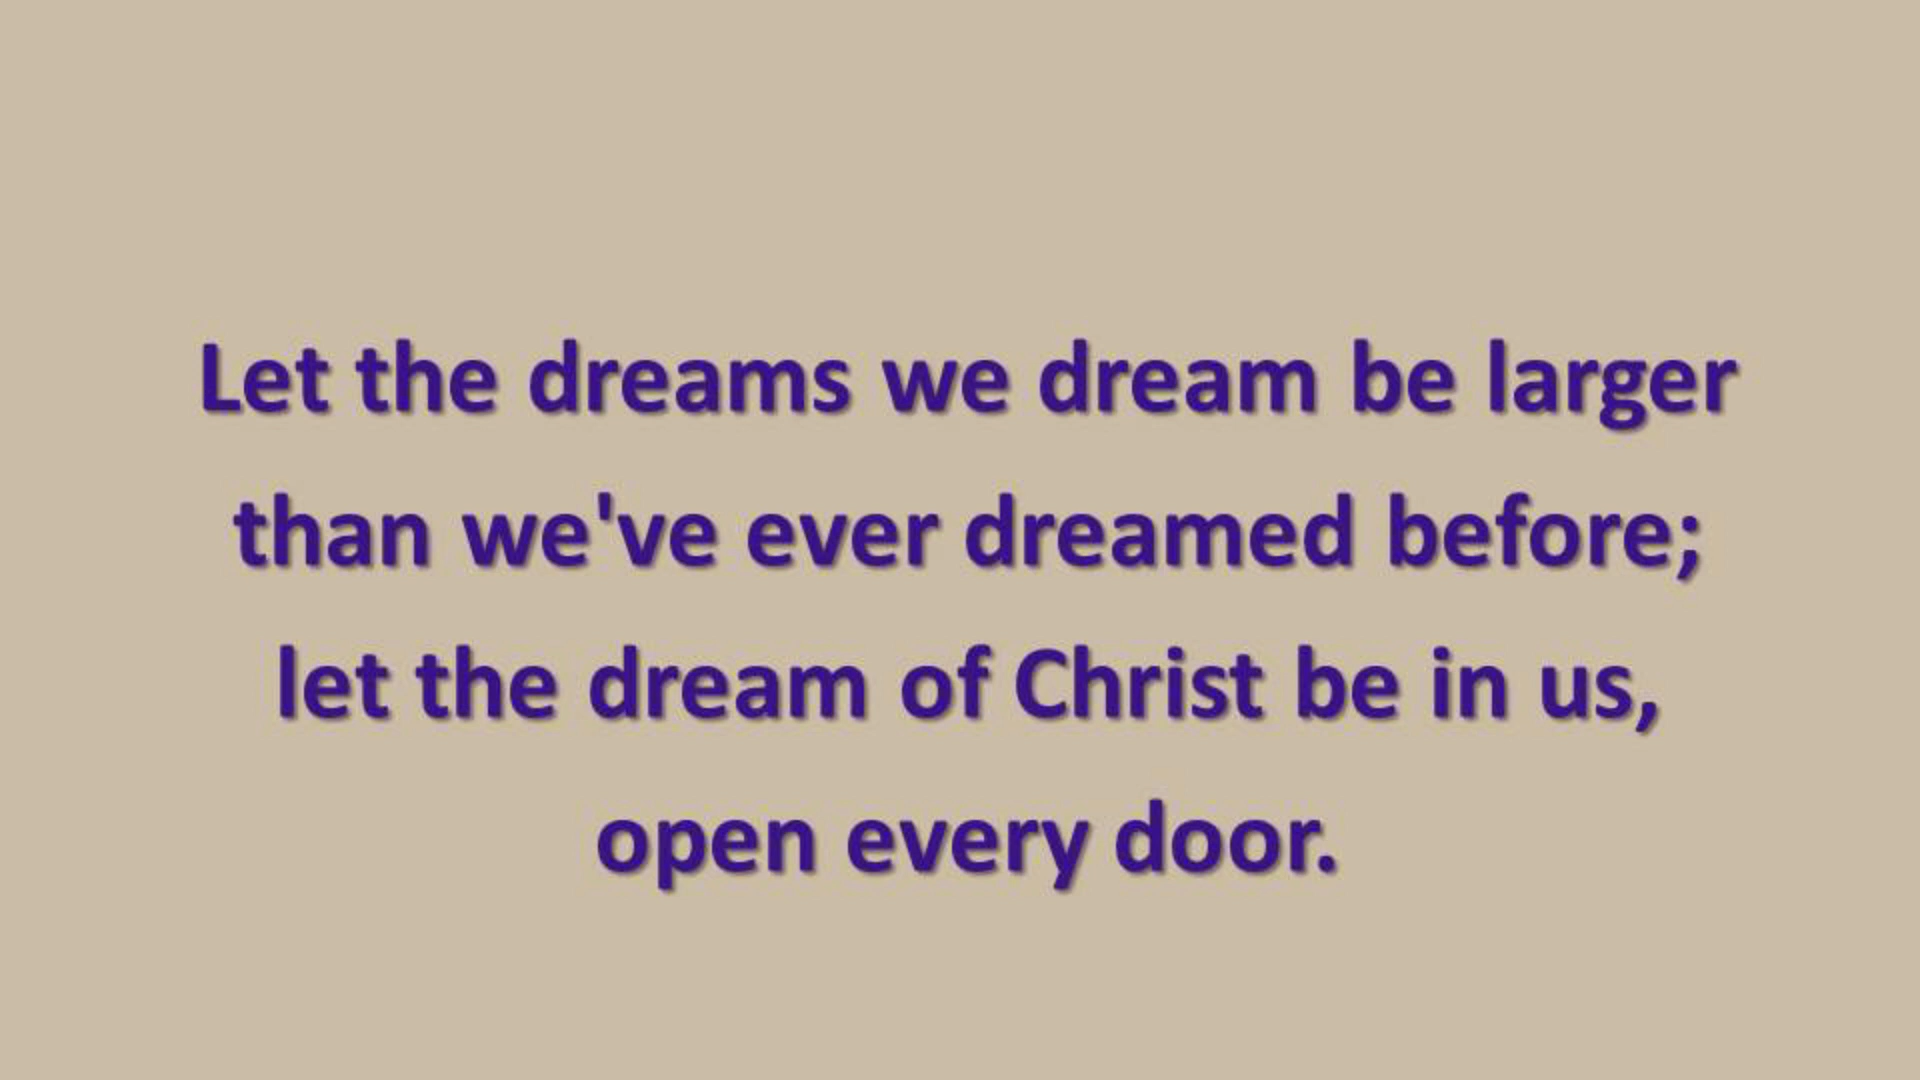 Let the dreams we dream be larger
than we've ever dreamed before;
let the dream of Christ be in us,
open every door.